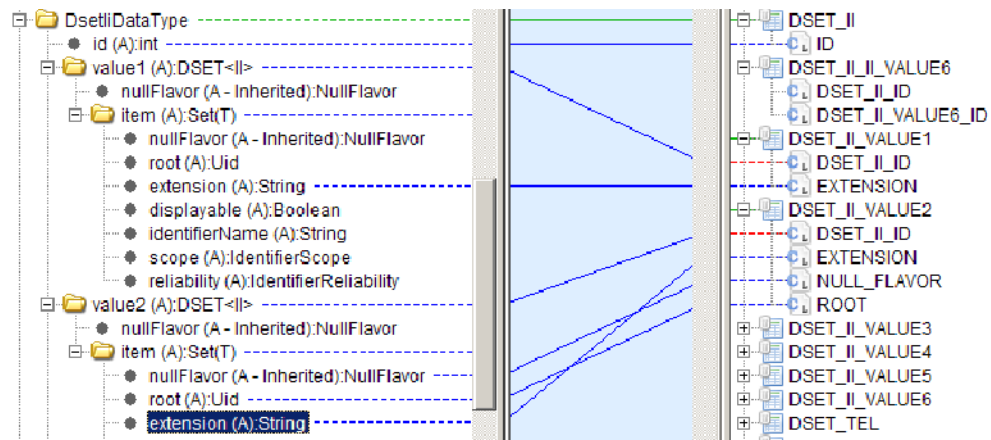 DsetIiDataType
id (A):int
value1 (A):DSET<II>
nullFlavor (A - Inherited):NullFlavor
item (A):Set(T)
nullFlavor (A - Inherited):NullFlavor
root (A):Uid
extension (A):String
displayable (A):Boolean
identifierName (A):String
scope (A):IdentifierScope
reliability (A):IdentifierReliability
value2 (A):DSET<II>
nullFlavor (A - Inherited):NullFlavor
item (A):Set(T)
nullFlavor (A - Inherited):NullFlavor
root (A):Uid
extension (A):String
DSET_II
ID
DSET_II_II_VALUE6
DSET_II_ID
DSET_II_VALUE6_ID
DSET_II_VALUE1
DSET_II_ID
EXTENSION
DSET_II_VALUE2
DSET_II_ID
EXTENSION
NULL_FLAVOR
ROOT
DSET_II_VALUE3
DSET_II_VALUE4
DSET_II_VALUE5
DSET_II_VALUE6
DSET_TEL